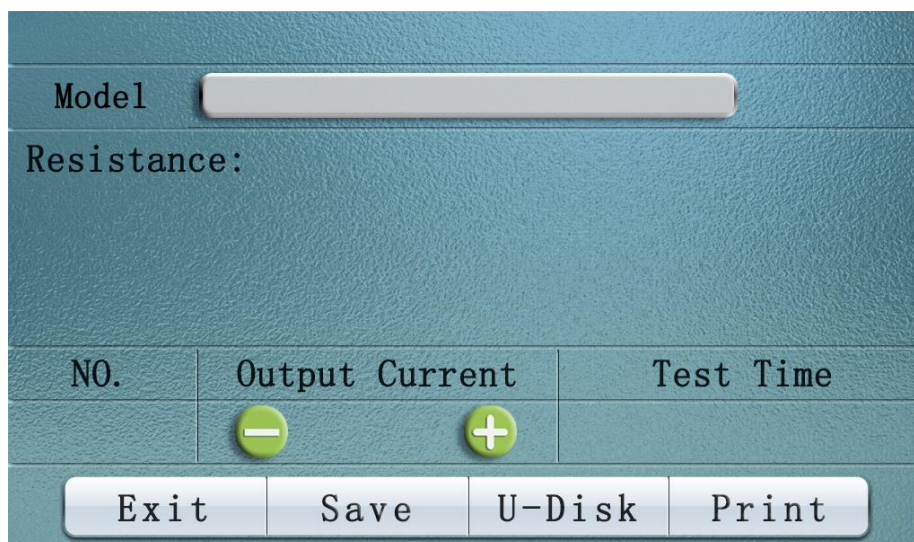 Model
Resistance:
NO. Output Current Test Time
Exit Save U-Disk Print